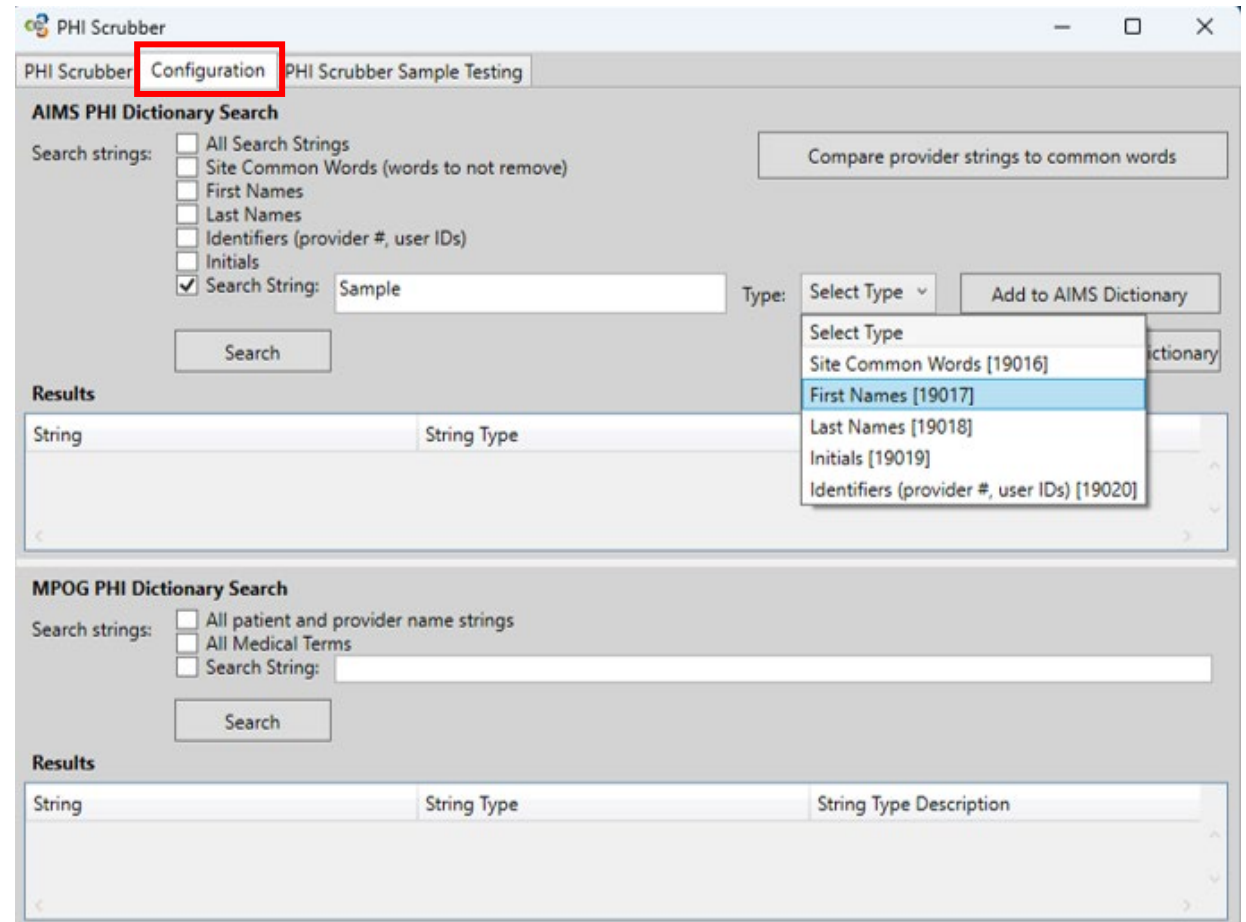 PHI Scrubber
PHI Scrubber Configuration PHI Scrubber Sample Testing
AIMS PHI Dictionary Search
Search strings:
All Search Strings
Site Common Words (words to not remove)
First Names
Last Names
Identifiers (provider #, user IDs)
Initials
Search String: Sample
Compare provider strings to common words
Type: Select Type Add to AIMS Dictionary
Select Type
Site Common Words [19016]
First Names [19017]
Last Names [19018]
Initials [19019]
Identifiers (provider #, user IDs) [19020]
ictionary
Search
Results
String String Type
MPOG PHI Dictionary Search
Search strings:
All patient and provider name strings
All Medical Terms
Search String:
Search
Results
String String Type String Type Description